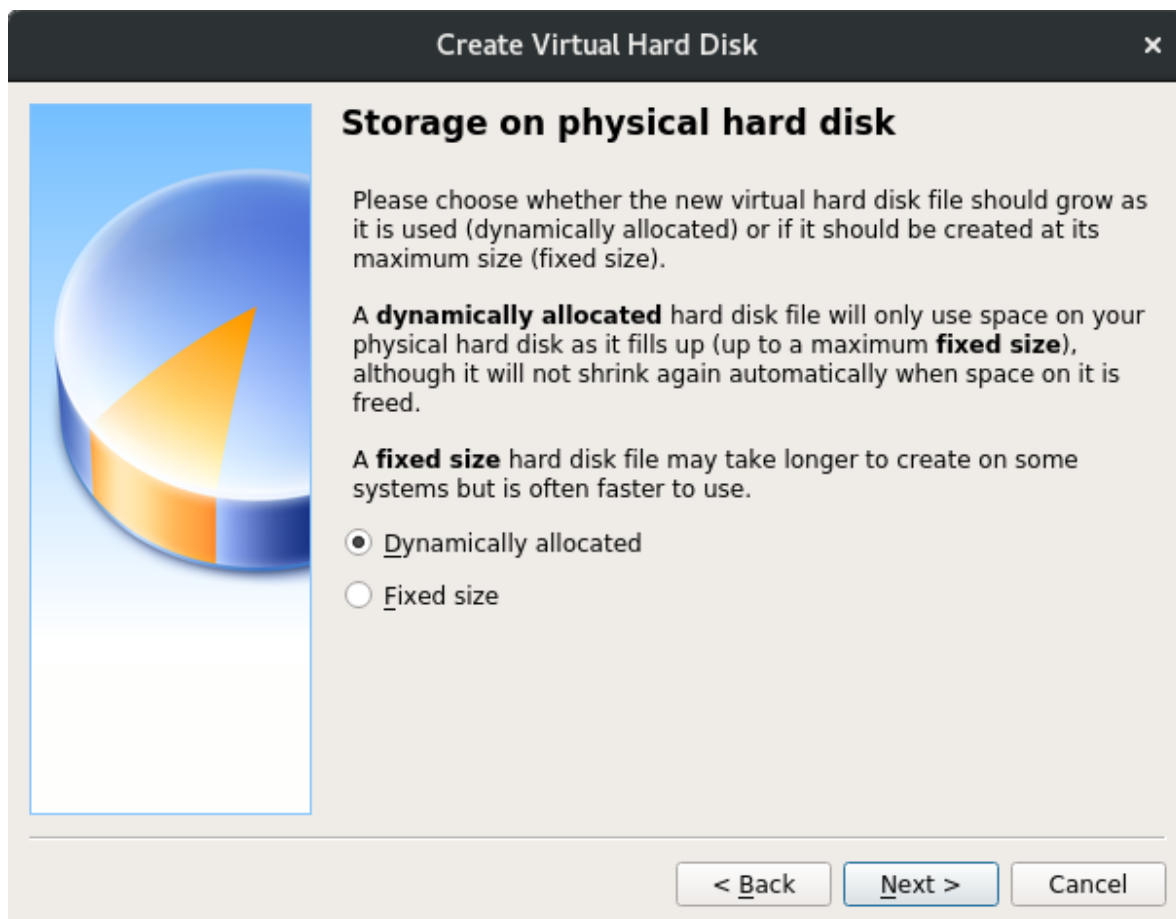 Create Virtual Hard Disk
Storage on physical hard disk
Please choose whether the new virtual hard disk file should grow as
it is used (dynamically allocated) or if it should be created at its
maximum size (fixed size).
A dynamically allocated hard disk file will only use space on your
physical hard disk as it fills up (up to a maximum fixed size),
although it will not shrink again automatically when space on it is
freed.
A fixed size hard disk file may take longer to create on some
systems but is often faster to use.
Dynamically allocated
Fixed size
< Back Next > Cancel